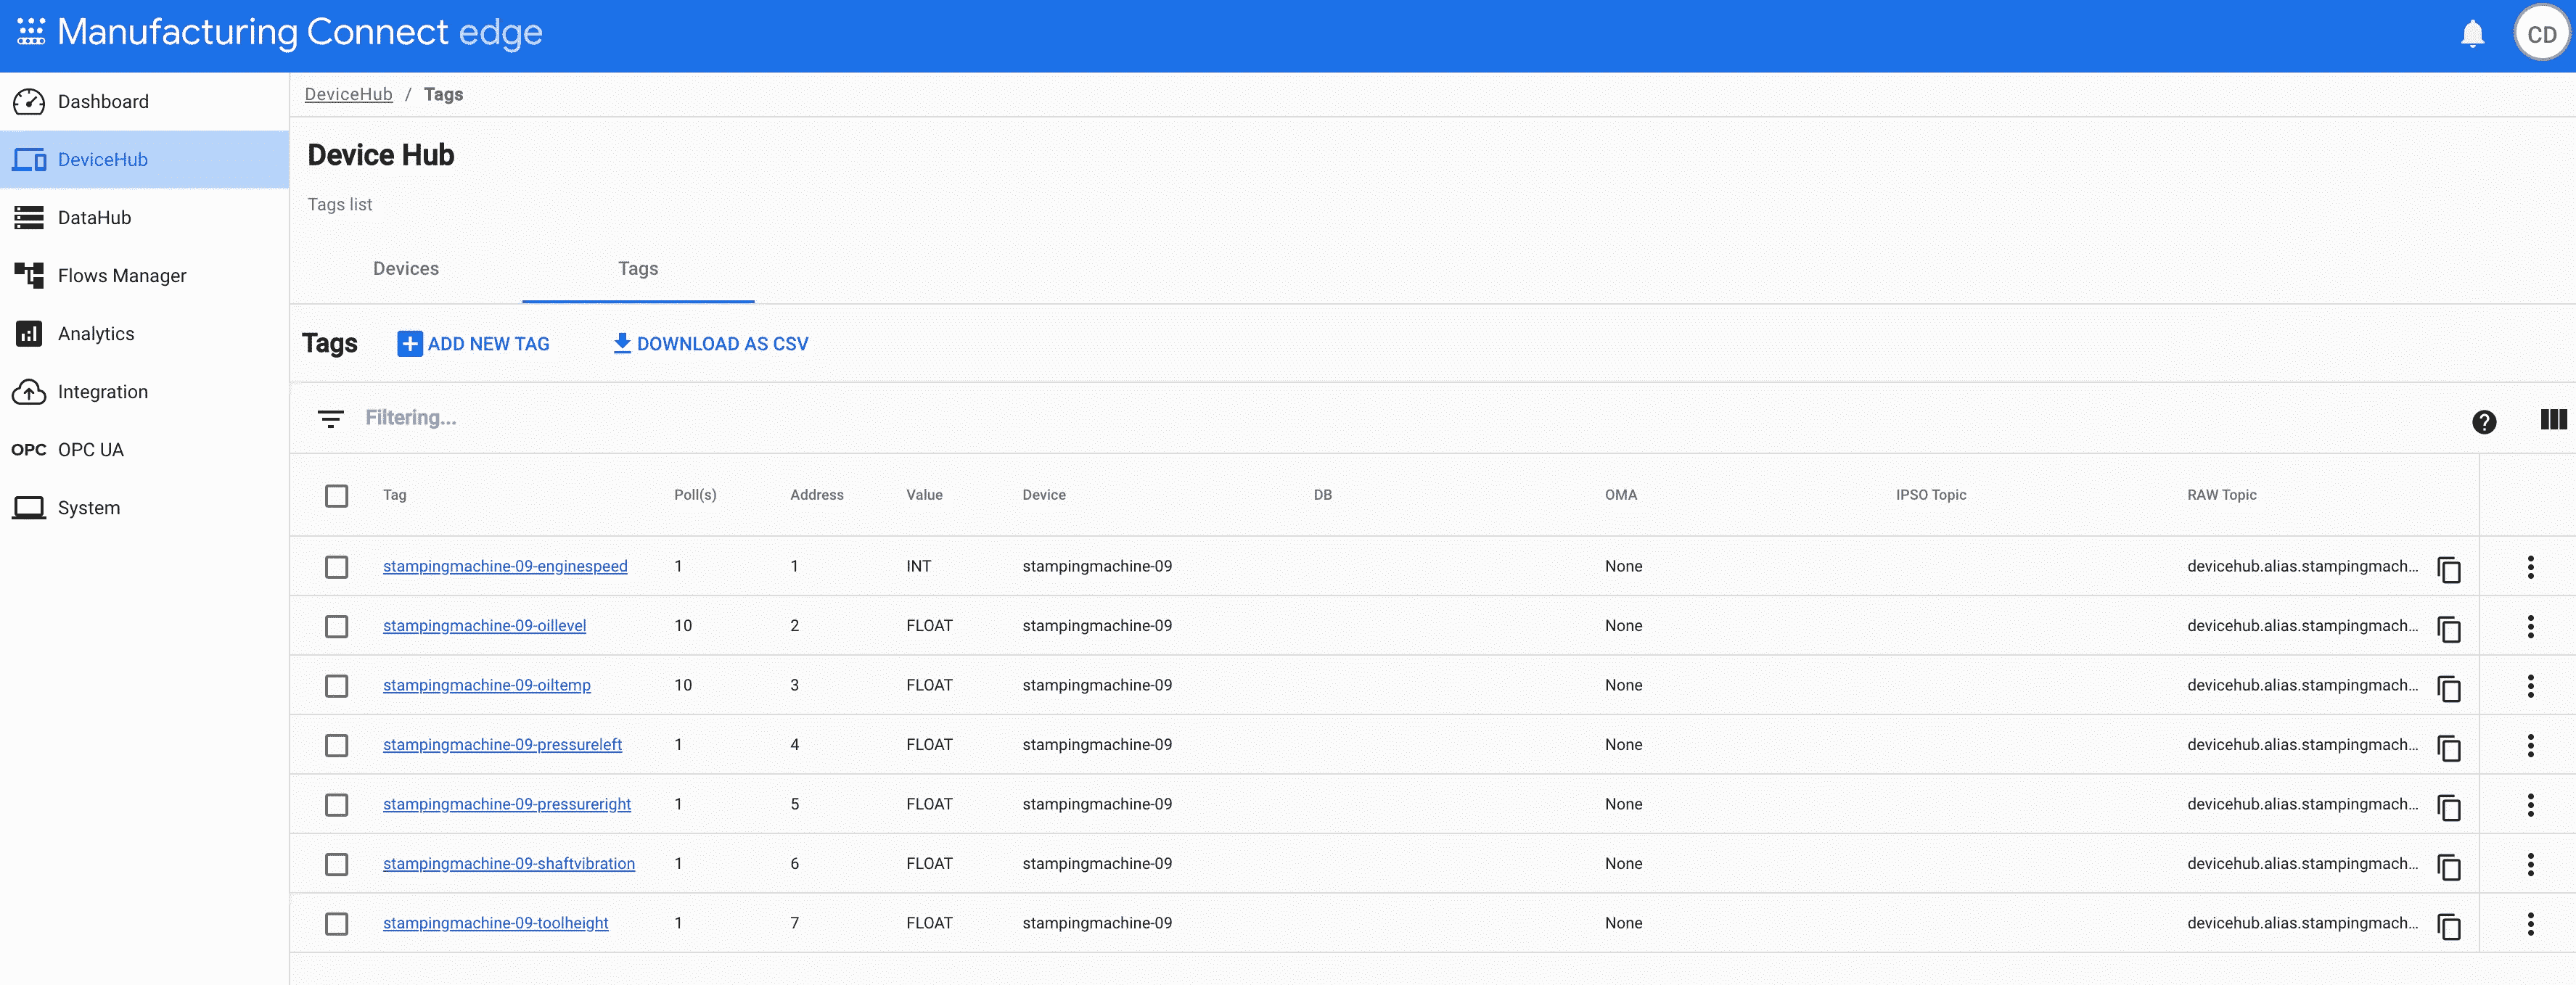 Manufacturing Connect edge
CD
Dashboard
DeviceHub
DataHub
Flows Manager
Analytics
Integration
OPC OPC UA
System
DeviceHub / Tags
Device Hub
Tags list
Devices Tags
Tags ADD NEW TAG DOWNLOAD AS CSV
Filtering...
Tag Poll(s) Address Value Device DB OMA IPSO Topic RAW Topic
stampingmachine-09-enginespeed 1 1 INT stampingmachine-09 None devicehub.alias.stampingmach...
stampingmachine-09-oillevel 10 2 FLOAT stampingmachine-09 None devicehub.alias.stampingmach...
stampingmachine-09-oiltemp 10 3 FLOAT stampingmachine-09 None devicehub.alias.stampingmach...
stampingmachine-09-pressureleft 1 4 FLOAT stampingmachine-09 None devicehub.alias.stampingmach...
stampingmachine-09-pressureright 1 5 FLOAT stampingmachine-09 None devicehub.alias.stampingmach...
stampingmachine-09-shaftvibration 1 6 FLOAT stampingmachine-09 None devicehub.alias.stampingmach...
stampingmachine-09-toolheight 1 7 FLOAT stampingmachine-09 None devicehub.alias.stampingmach...